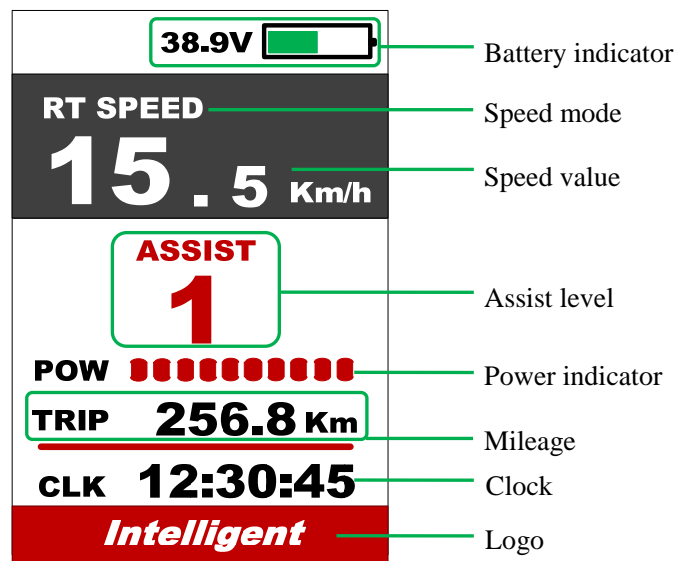 38.9V
Battery indicator
RT SPEED
Speed mode
15.5 Km/h
Speed value
ASSIST
1
Assist level
POW
Power indicator
TRIP 256.8 Km
Mileage
CLK 12:30:45
Clock
Intelligent
Logo